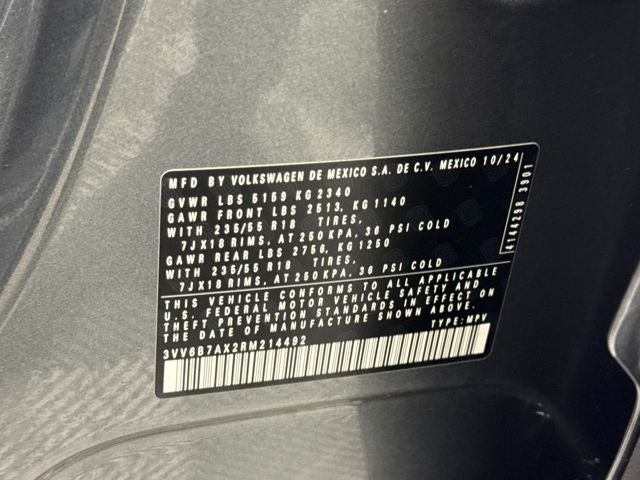 MFD BY VOLKSWAGEN DE MEXICO S.A. DE C.V. MEXICO 10/24
GVWR LBS 5159 KG 2340
GAWR FRONT LBS 2513, KG 1140
WITH 235/55 R18 TIRES,
7JX18 RIMS, AT 250 KPA, 36 PSI COLD
GAWR REAR LBS 2756, KG 1250
WITH 235/55 R18 TIRES,
7JX18 RIMS, AT 250 KPA, 36 PSI COLD
THIS VEHICLE CONFORMS TO ALL APPLICABLE
U.S. FEDERAL MOTOR VEHICLE SAFETY AND
THEFT PREVENTION STANDARDS IN EFFECT ON
THE DATE OF MANUFACTURE SHOWN ABOVE.
3VV6B7AX2RM214492 TYPE: MPV
41444298 3901